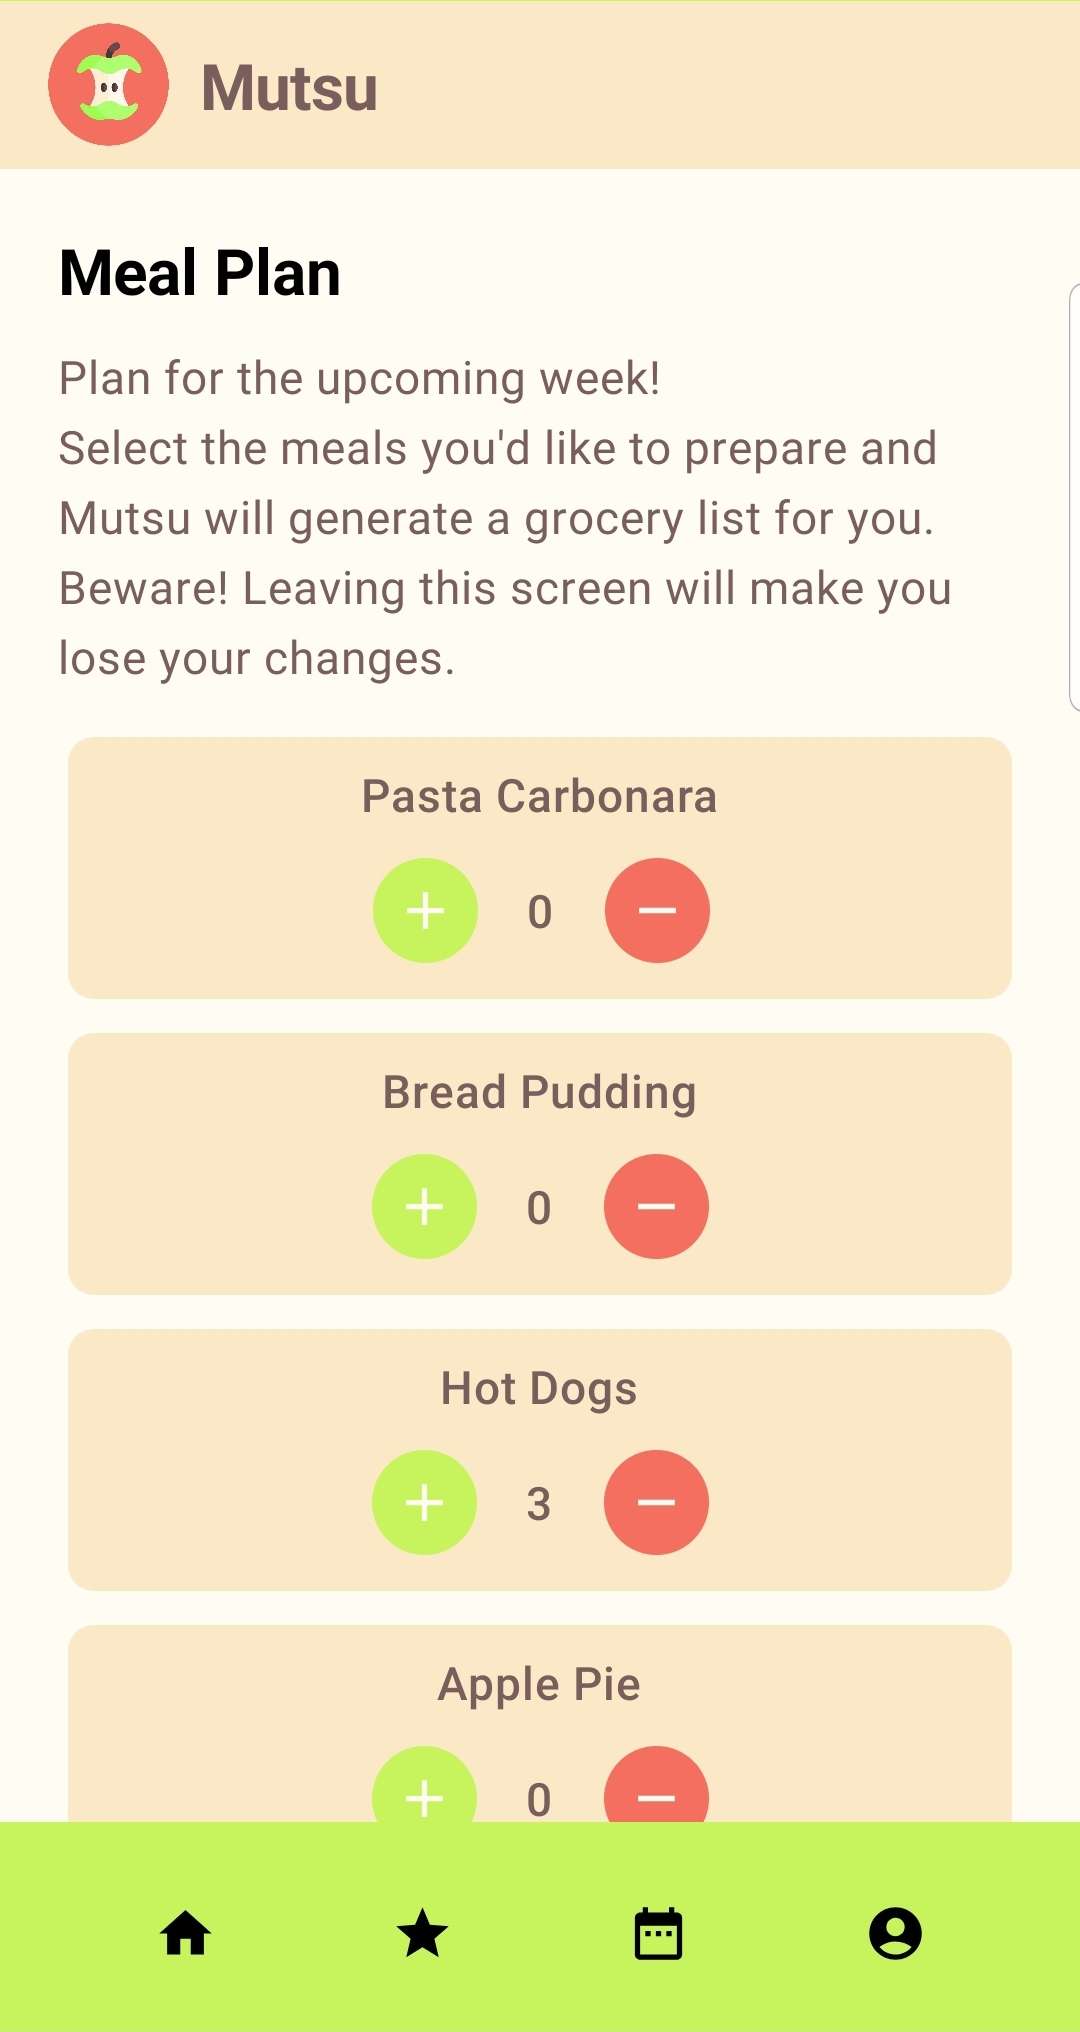 Mutsu
Meal Plan
Plan for the upcoming week!
Select the meals you'd like to prepare and
Mutsu will generate a grocery list for you.
Beware! Leaving this screen will make you
lose your changes.
Pasta Carbonara
+ 0 −
Bread Pudding
+ 0 −
Hot Dogs
+ 3 −
Apple Pie
+ 0 −